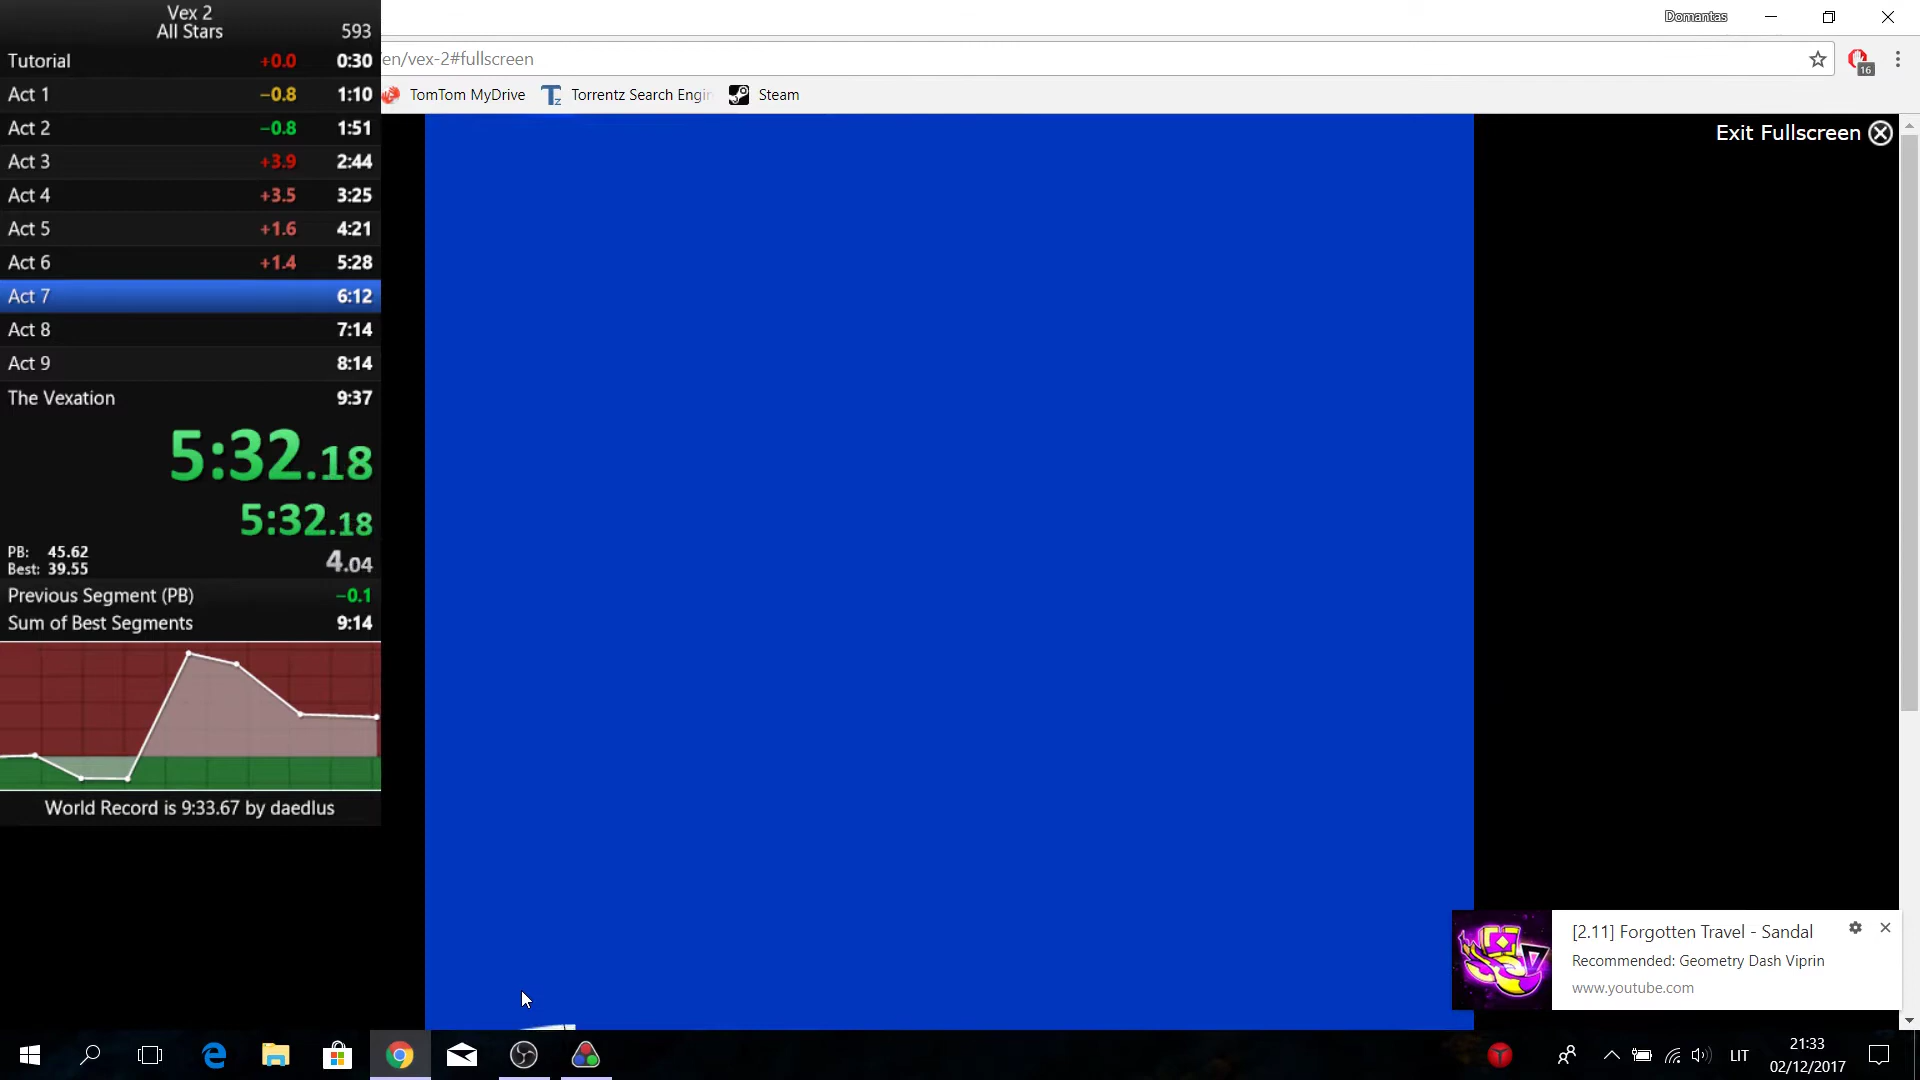 Vex 2
All Stars 593
Tutorial +0.0 0:30
Act 1 −0.8 1:10
Act 2 −0.8 1:51
Act 3 +3.9 2:44
Act 4 +3.5 3:25
Act 5 +1.6 4:21
Act 6 +1.4 5:28
Act 7 6:12
Act 8 7:14
Act 9 8:14
The Vexation 9:37
5:32.18
5:32.18
PB: 45.62
Best: 39.55
4.04
Previous Segment (PB) −0.1
Sum of Best Segments 9:14
World Record is 9:33.67 by daedlus
Domantas
en/vex-2#fullscreen
16
TomTom MyDrive
Tz
Torrentz Search Engin
Steam
Exit Fullscreen
[2.11] Forgotten Travel - Sandal
Recommended: Geometry Dash Viprin
www.youtube.com
LIT
21:33
02/12/2017